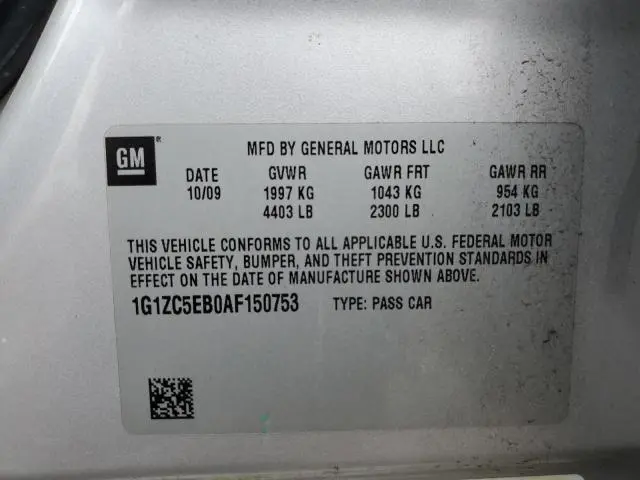 GM ®
MFD BY GENERAL MOTORS LLC
DATE GVWR GAWR FRT GAWR RR
10/09 1997 KG 1043 KG 954 KG
4403 LB 2300 LB 2103 LB
THIS VEHICLE CONFORMS TO ALL APPLICABLE U.S. FEDERAL MOTOR
VEHICLE SAFETY, BUMPER, AND THEFT PREVENTION STANDARDS IN
EFFECT ON THE DATE OF MANUFACTURE SHOWN ABOVE.
1G1ZC5EB0AF150753 TYPE: PASS CAR